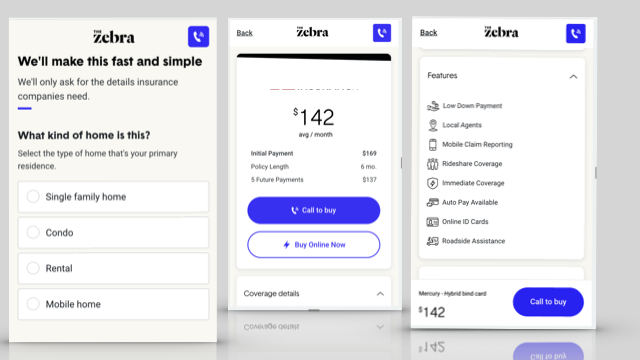 THE zebra
We'll make this fast and simple
We'll only ask for the details insurance
companies need.
What kind of home is this?
Select the type of home that's your primary
residence.
Single family home
Condo
Rental
Mobile home
Back
THE zebra
$142
avg / month
Initial Payment $169
Policy Length 6 mo.
5 Future Payments $137
Call to buy
Buy Online Now
Coverage details
Back
THE zebra
Features
Low Down Payment
Local Agents
Mobile Claim Reporting
Rideshare Coverage
Immediate Coverage
Auto Pay Available
Online ID Cards
Roadside Assistance
Mercury - Hybrid bind card
$142
Call to buy